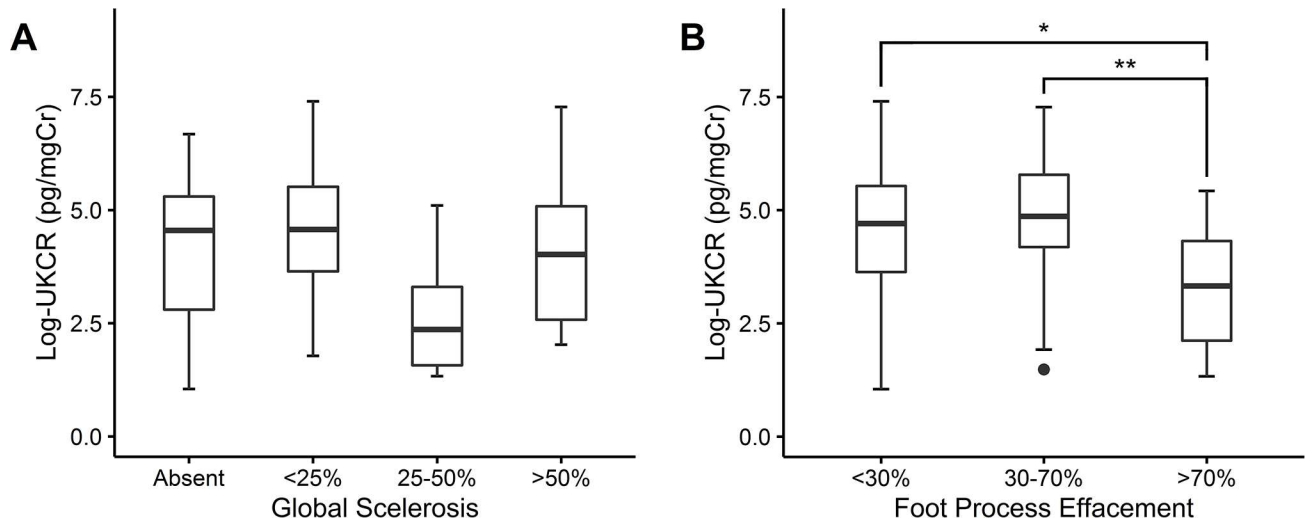 A
Log-UKCR (pg/mgCr)
7.5
5.0
2.5
0.0
Absent
<25%
25-50%
>50%
Global Scelerosis
B
*
**
Log-UKCR (pg/mgCr)
7.5
5.0
2.5
0.0
<30%
30-70%
>70%
Foot Process Effacement